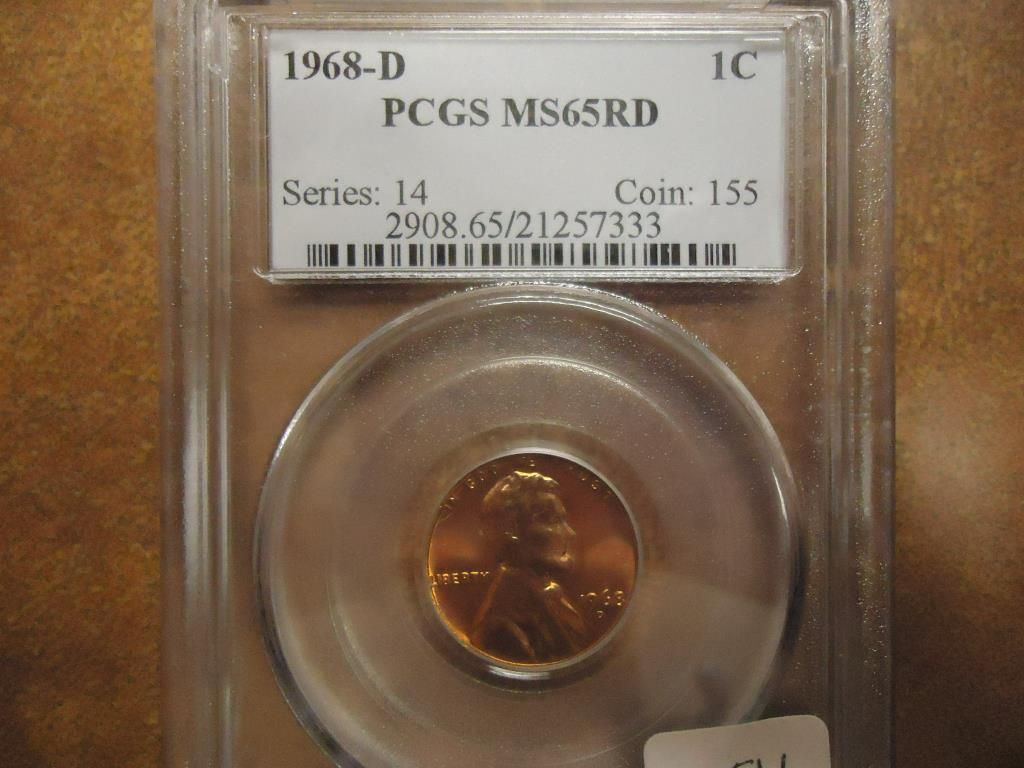 1968-D 1C
PCGS MS65RD
Series: 14 Coin: 155
2908.65/21257333
LIBERTY
1968
D